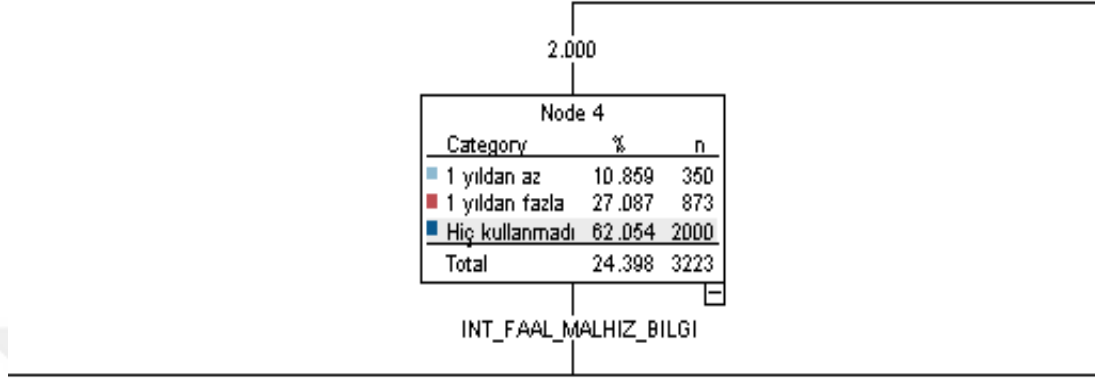 2.000
Node 4
Category % n
1 yıldan az 10.859 350
1 yıldan fazla 27.087 873
Hiç kullanmadı 62.054 2000
Total 24.398 3223
INT_FAAL_MALHIZ_BILGI